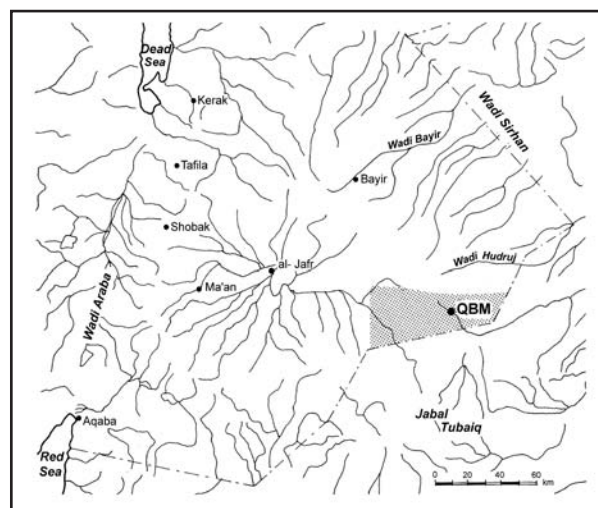 Dead
Sea
Kerak
Wadi Bayir
Wadi Sirhan
Tafila
Bayir
Shobak
Wadi Hudruj
al- Jafr
Ma'an
Wadi Araba
QBM
Aqaba
Jabal
Tubaiq
Red
Sea
0 20 40 60
km